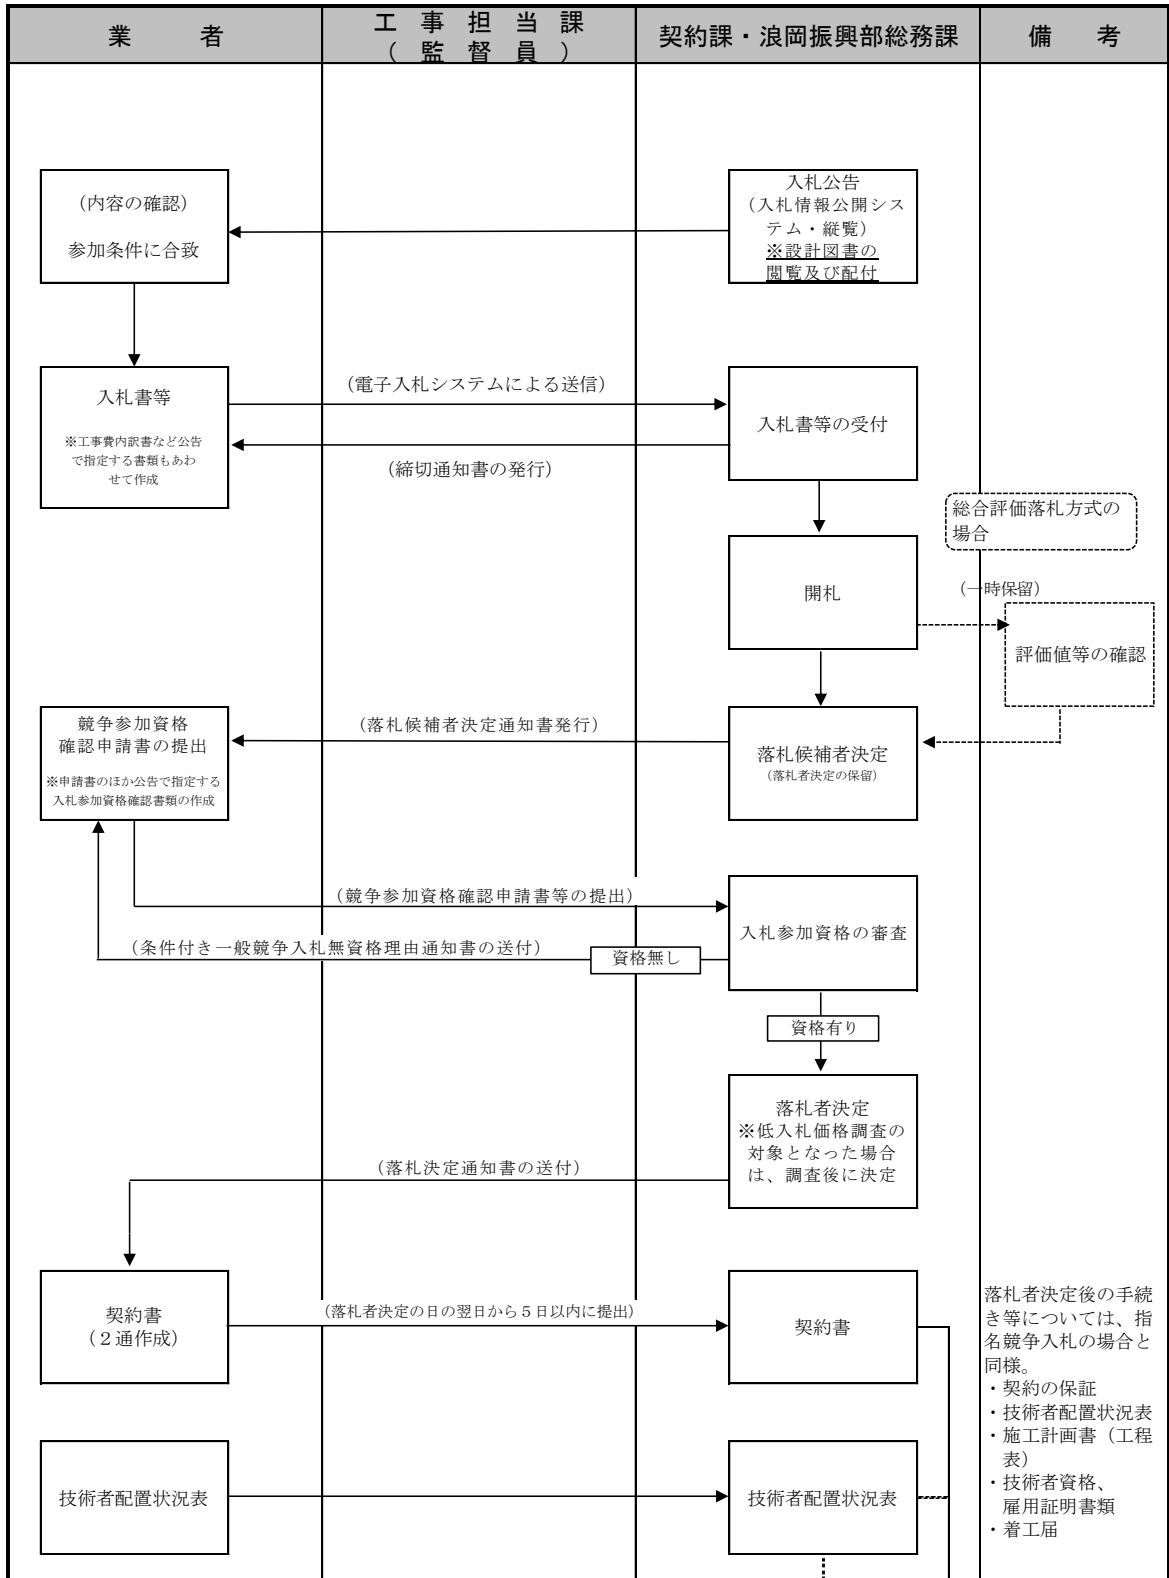 業　者
工事担当課
（監督員）
契約課・浪岡振興部総務課
備　考
（内容の確認）
参加条件に合致
入札公告
（入札情報公開シス
テム・縦覧）
※設計図書の
閲覧及び配付
入札書等
※工事費内訳書など公告
で指定する書類もあわ
せて作成
（電子入札システムによる送信）
（締切通知書の発行）
入札書等の受付
総合評価落札方式の
場合
開札
（一時保留）
評価値等の確認
競争参加資格
確認申請書の提出
※申請書のほか公告で指定する
入札参加資格確認書類の作成
（落札候補者決定通知書発行）
落札候補者決定
（落札者決定の保留）
（競争参加資格確認申請書等の提出）
（条件付き一般競争入札無資格理由通知書の送付）
資格無し
入札参加資格の審査
資格有り
落札者決定
※低入札価格調査の
対象となった場合
は、調査後に決定
（落札決定通知書の送付）
契約書
（２通作成）
（落札者決定の日の翌日から５日以内に提出）
契約書
落札者決定後の手続
き等については、指
名競争入札の場合と
同様。
・契約の保証
・技術者配置状況表
・施工計画書（工程
表）
・技術者資格、
雇用証明書類
・着工届
技術者配置状況表
技術者配置状況表